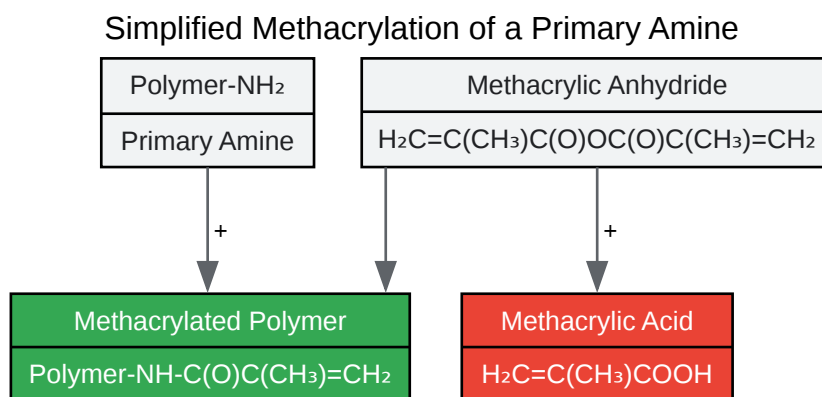 Simplified Methacrylation of a Primary Amine
Polymer-NH₂
Primary Amine
Methacrylic Anhydride
H₂C=C(CH₃)C(O)OC(O)C(CH₃)=CH₂
+
+
Methacrylated Polymer
Polymer-NH-C(O)C(CH₃)=CH₂
Methacrylic Acid
H₂C=C(CH₃)COOH